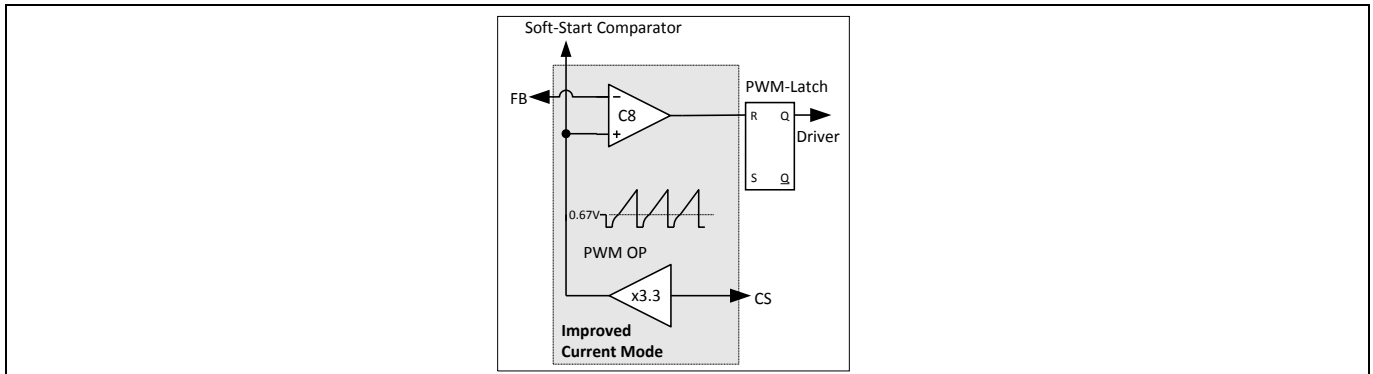 Soft-Start Comparator
FB
C8
PWM-Latch
R Q
Driver
S Q
0.67V
PWM OP
x3.3
CS
Improved
Current Mode